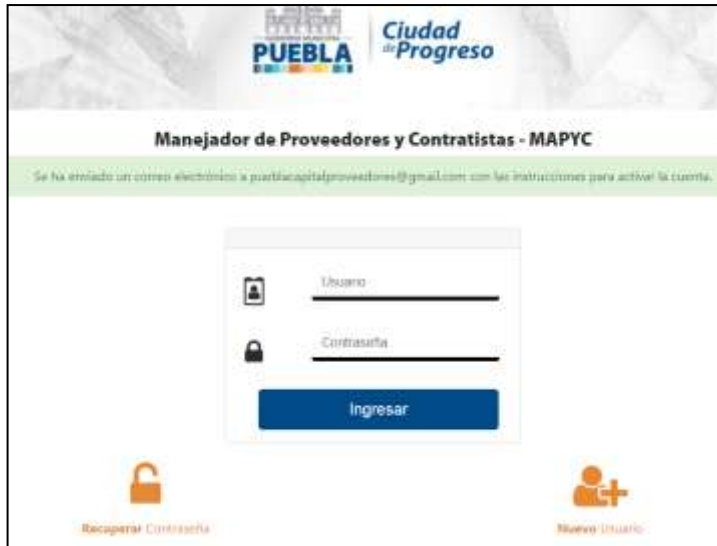 PUEBLA
Ciudad
de Progreso
Manejador de Proveedores y Contratistas - MAPYC
Se ha enviado un correo electrónico a pueblacapitalproveedores@gmail.com con las instrucciones para activar la cuenta.
Usuario
Contraseña
Ingresar
Recuperar Contraseña
Nuevo Usuario